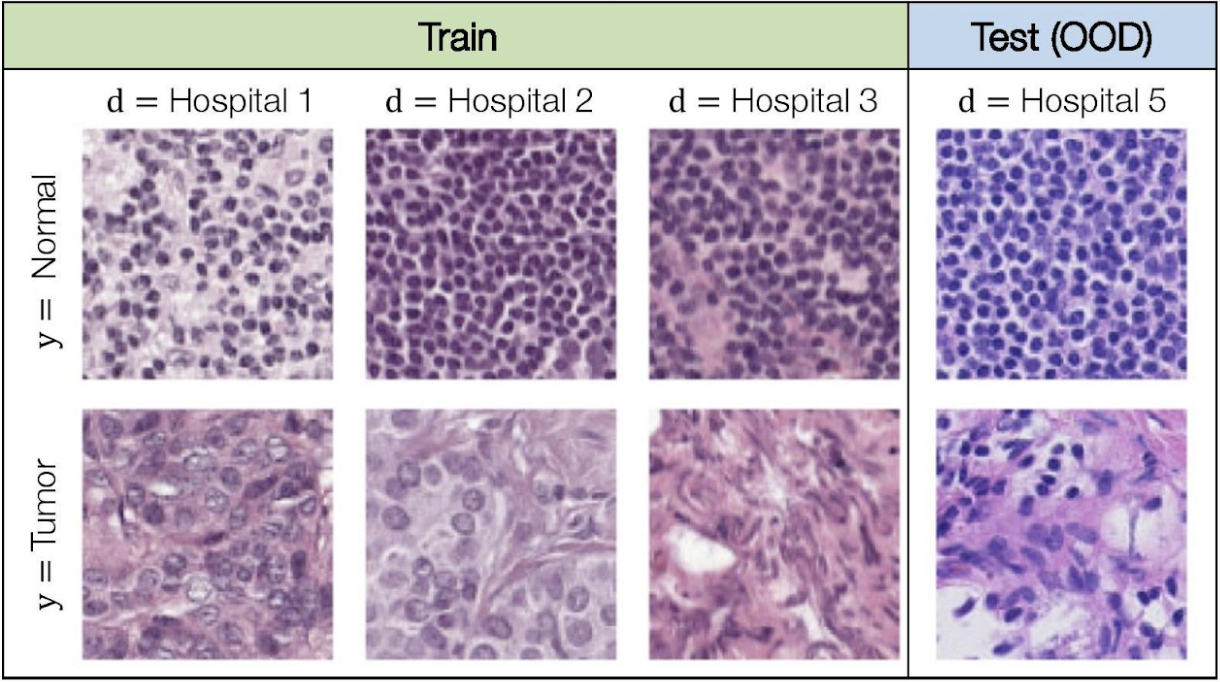 Train
Test (OOD)
d = Hospital 1
d = Hospital 2
d = Hospital 3
d = Hospital 5
y = Normal
y = Tumor